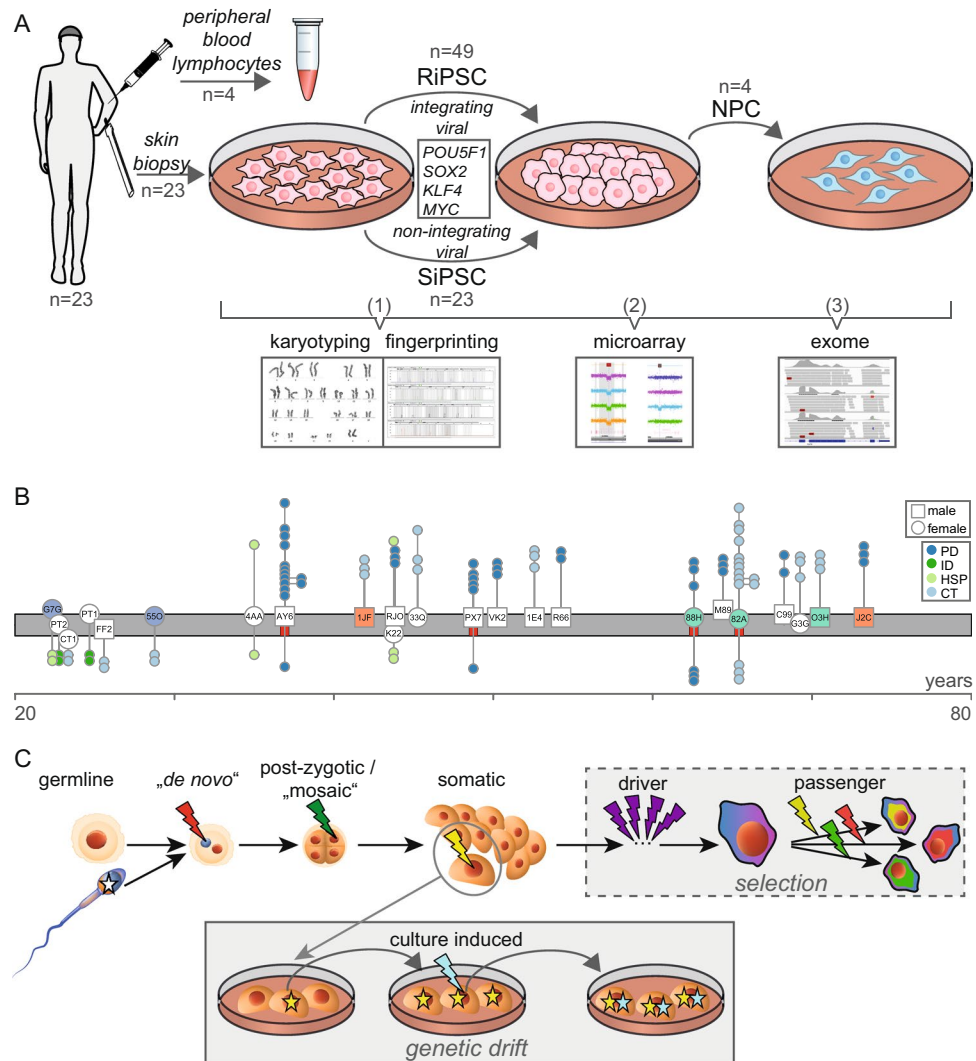 A
peripheral
blood
lymphocytes
n=4
skin
biopsy
n=23
n=23
n=49
RiPSC
integrating
viral
POU5F1
SOX2
KLF4
MYC
non-integrating
viral
SiPSC
n=23
n=4
NPC
(1) (2) (3)
karyotyping fingerprinting microarray exome
B
male
female
PD
ID
HSP
CT
G7G PT1 55O 4AA AY6 1JF RJO 33Q PX7 VK2 1E4 R66 88H M89 82A C99 G3G O3H J2C
PT2
CT1 FF2 K22
years
20 80
C
germline „de novo“ post-zygotic / „mosaic“ somatic driver passenger
selection
culture induced
genetic drift